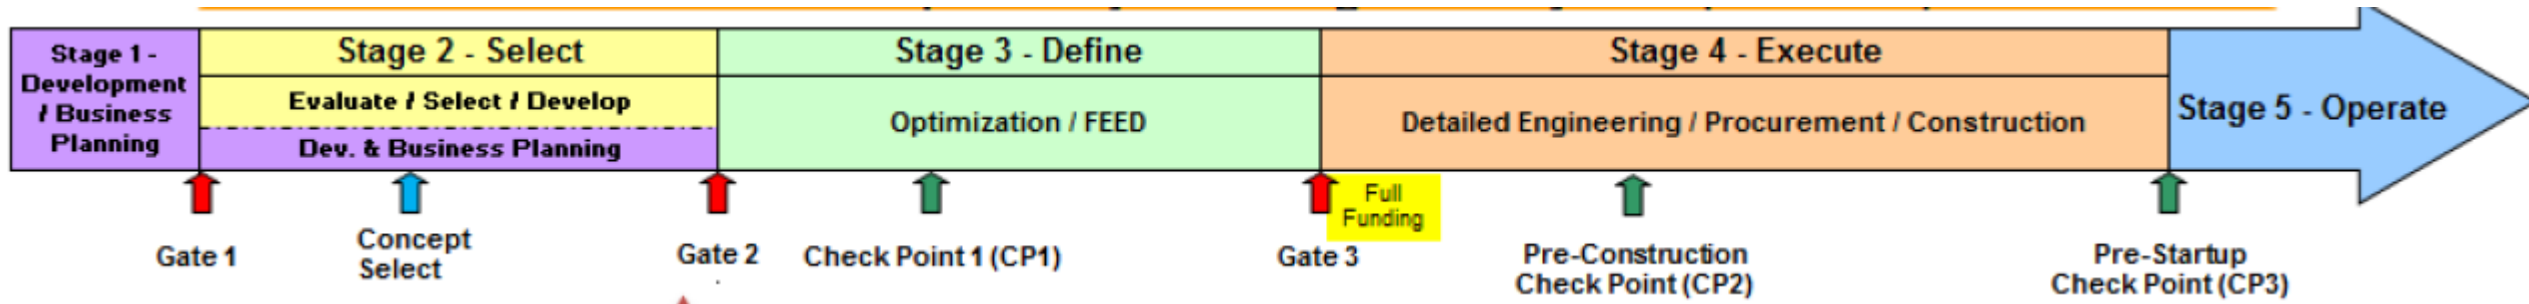 Stage 1 -
Development
/ Business
Planning
Stage 2 - Select
Evaluate / Select / Develop
Dev. & Business Planning
Stage 3 - Define
Optimization / FEED
Stage 4 - Execute
Detailed Engineering / Procurement / Construction
Stage 5 - Operate
Gate 1
Concept
Select
Gate 2
Check Point 1 (CP1)
Gate 3
Full
Funding
Pre-Construction
Check Point (CP2)
Pre-Startup
Check Point (CP3)